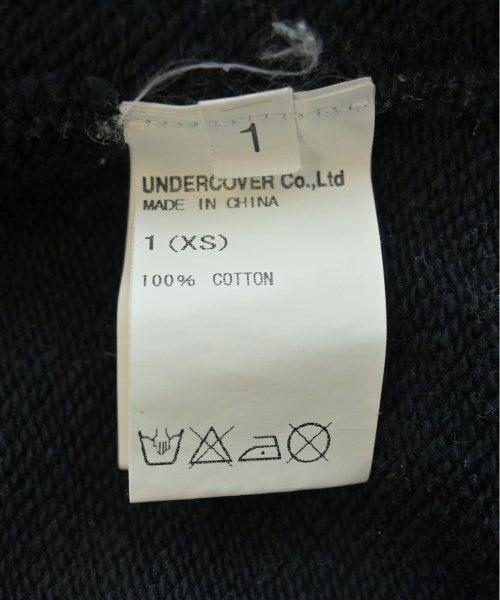 1
UNDERCOVER Co.,Ltd
MADE IN CHINA
1 (XS)
100% COTTON